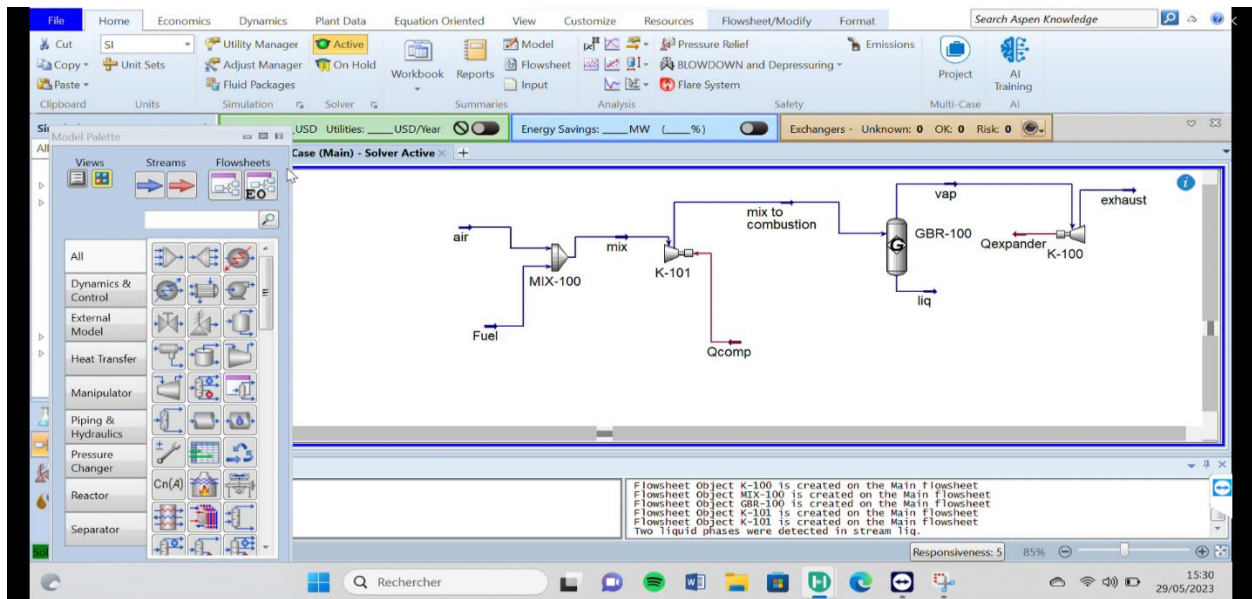 File Home Economics Dynamics Plant Data Equation Oriented View Customize Resources Flowsheet/Modify Format Search Aspen Knowledge
Cut SI Utility Manager Active Model Pressure Relief Emissions
Copy Unit Sets Adjust Manager On Hold Workbook Reports Flowsheet BLOWDOWN and Depressuring Project AI Training
Paste Fluid Packages Input Flare System
Clipboard Units Simulation Solver Summaries Analysis Safety Multi-Case AI
USD Utilities: ____USD/Year Energy Savings: ____MW (____%) Exchangers - Unknown: 0 OK: 0 Risk: 0
Model Palette
Case (Main) - Solver Active +
Views Streams Flowsheets
EO
All
Dynamics & Control
External Model
Heat Transfer
Manipulator
Piping & Hydraulics
Pressure Changer
Cn(A)
Reactor
Separator
air
Fuel
MIX-100
mix
K-101
Qcomp
mix to
combustion
vap
G
GBR-100
liq
Qexpander
K-100
exhaust
Flowsheet Object K-100 is created on the Main flowsheet
Flowsheet Object MIX-100 is created on the Main flowsheet
Flowsheet Object GBR-100 is created on the Main flowsheet
Flowsheet Object K-101 is created on the Main flowsheet
Flowsheet Object K-101 is created on the Main flowsheet
Two liquid phases were detected in stream liq.
Responsiveness: 5 85%
Rechercher
15:30
29/05/2023